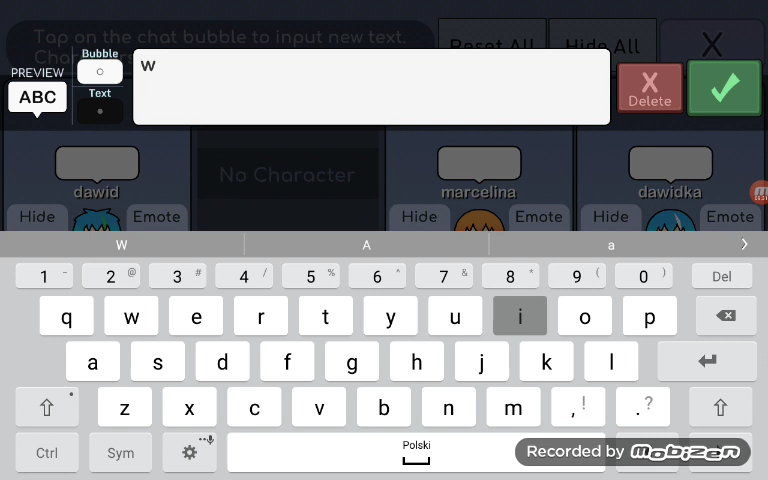 Tap on the chat bubble to input new text.
Reset All
Hide All
X
Bubble
PREVIEW
ABC
Text
w
X
Delete
dawid
No Character
marcelina
dawidka
Hide
Emote
Hide
Emote
Hide
Emote
W
A
a
1 - 2 @ 3 # 4 / 5 % 6 ^ 7 & 8 * 9 ( 0 ) Del
q w e r t y u i o p
a s d f g h j k l
z x c v b n m , ! . ?
Ctrl
Sym
Polski
Recorded by
mobizen